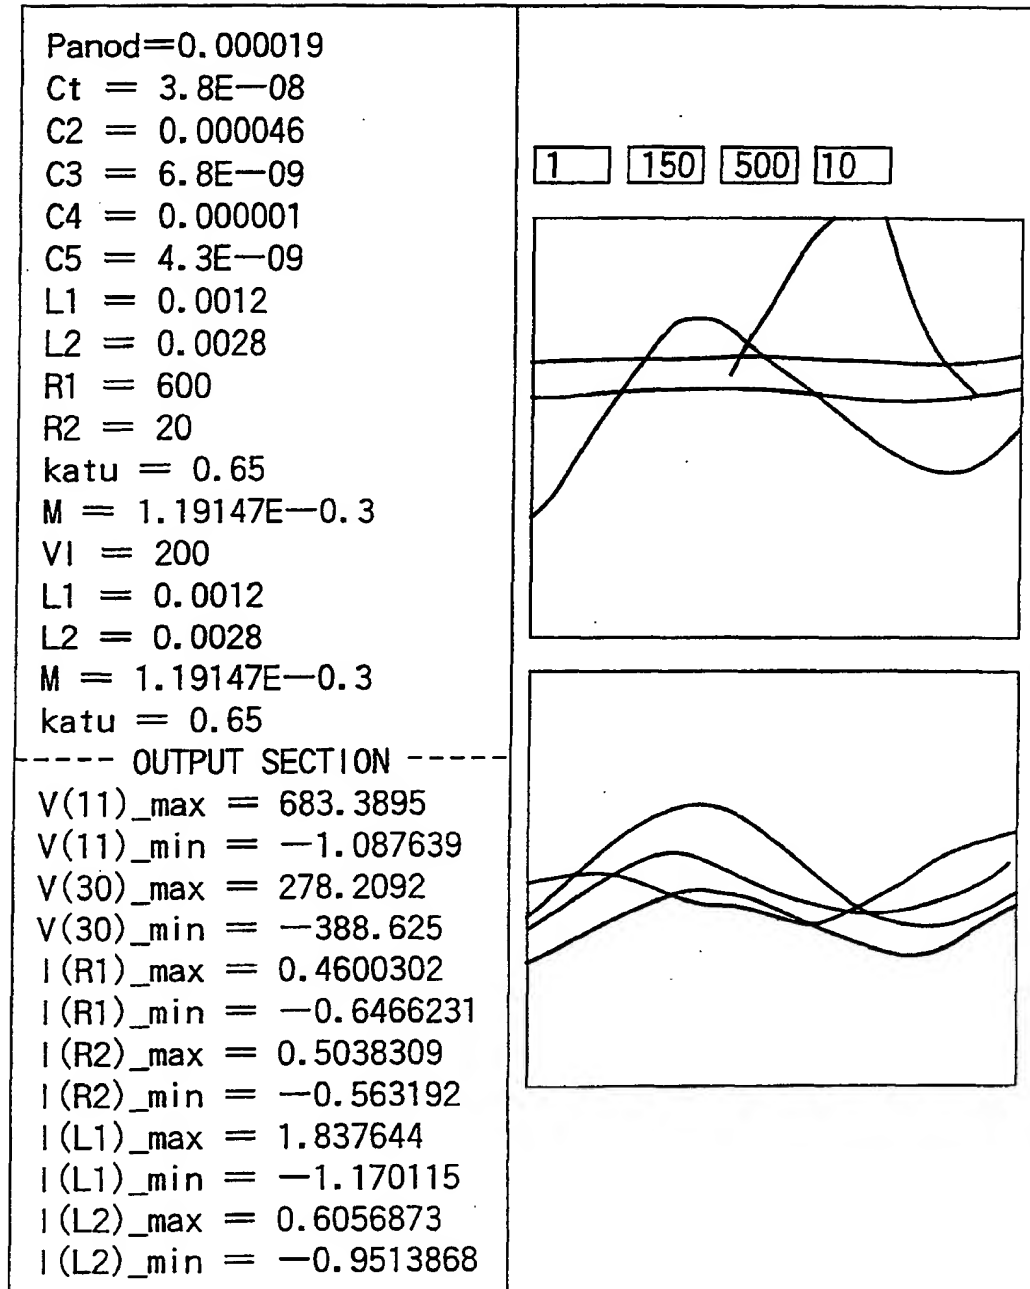 Panod=0.000019
Ct = 3.8E-08
C2 = 0.000046
C3 = 6.8E-09
C4 = 0.000001
C5 = 4.3E-09
L1 = 0.0012
L2 = 0.0028
R1 = 600
R2 = 20
katu = 0.65
M = 1.19147E-0.3
VI = 200
L1 = 0.0012
L2 = 0.0028
M = 1.19147E-0.3
katu = 0.65
----- OUTPUT SECTION -----
V(11)_max = 683.3895
V(11)_min = -1.087639
V(30)_max = 278.2092
V(30)_min = -388.625
I(R1)_max = 0.4600302
I(R1)_min = -0.6466231
I(R2)_max = 0.5038309
I(R2)_min = -0.563192
I(L1)_max = 1.837644
I(L1)_min = -1.170115
I(L2)_max = 0.6056873
I(L2)_min = -0.9513868
1 150 500 10